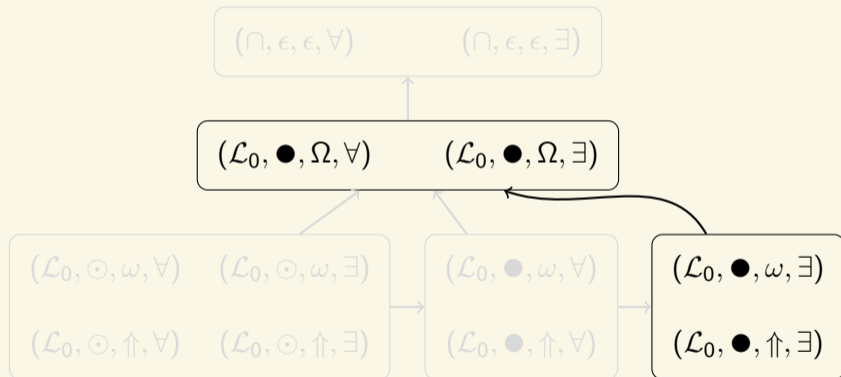 (∩, ϵ, ϵ, ∀) (∩, ϵ, ϵ, ∃)
(ℒ₀, ●, Ω, ∀) (ℒ₀, ●, Ω, ∃)
(ℒ₀, ⊙, ω, ∀) (ℒ₀, ⊙, ω, ∃) (ℒ₀, ●, ω, ∀) (ℒ₀, ●, ω, ∃)
(ℒ₀, ⊙, ⇑, ∀) (ℒ₀, ⊙, ⇑, ∃) (ℒ₀, ●, ⇑, ∀) (ℒ₀, ●, ⇑, ∃)